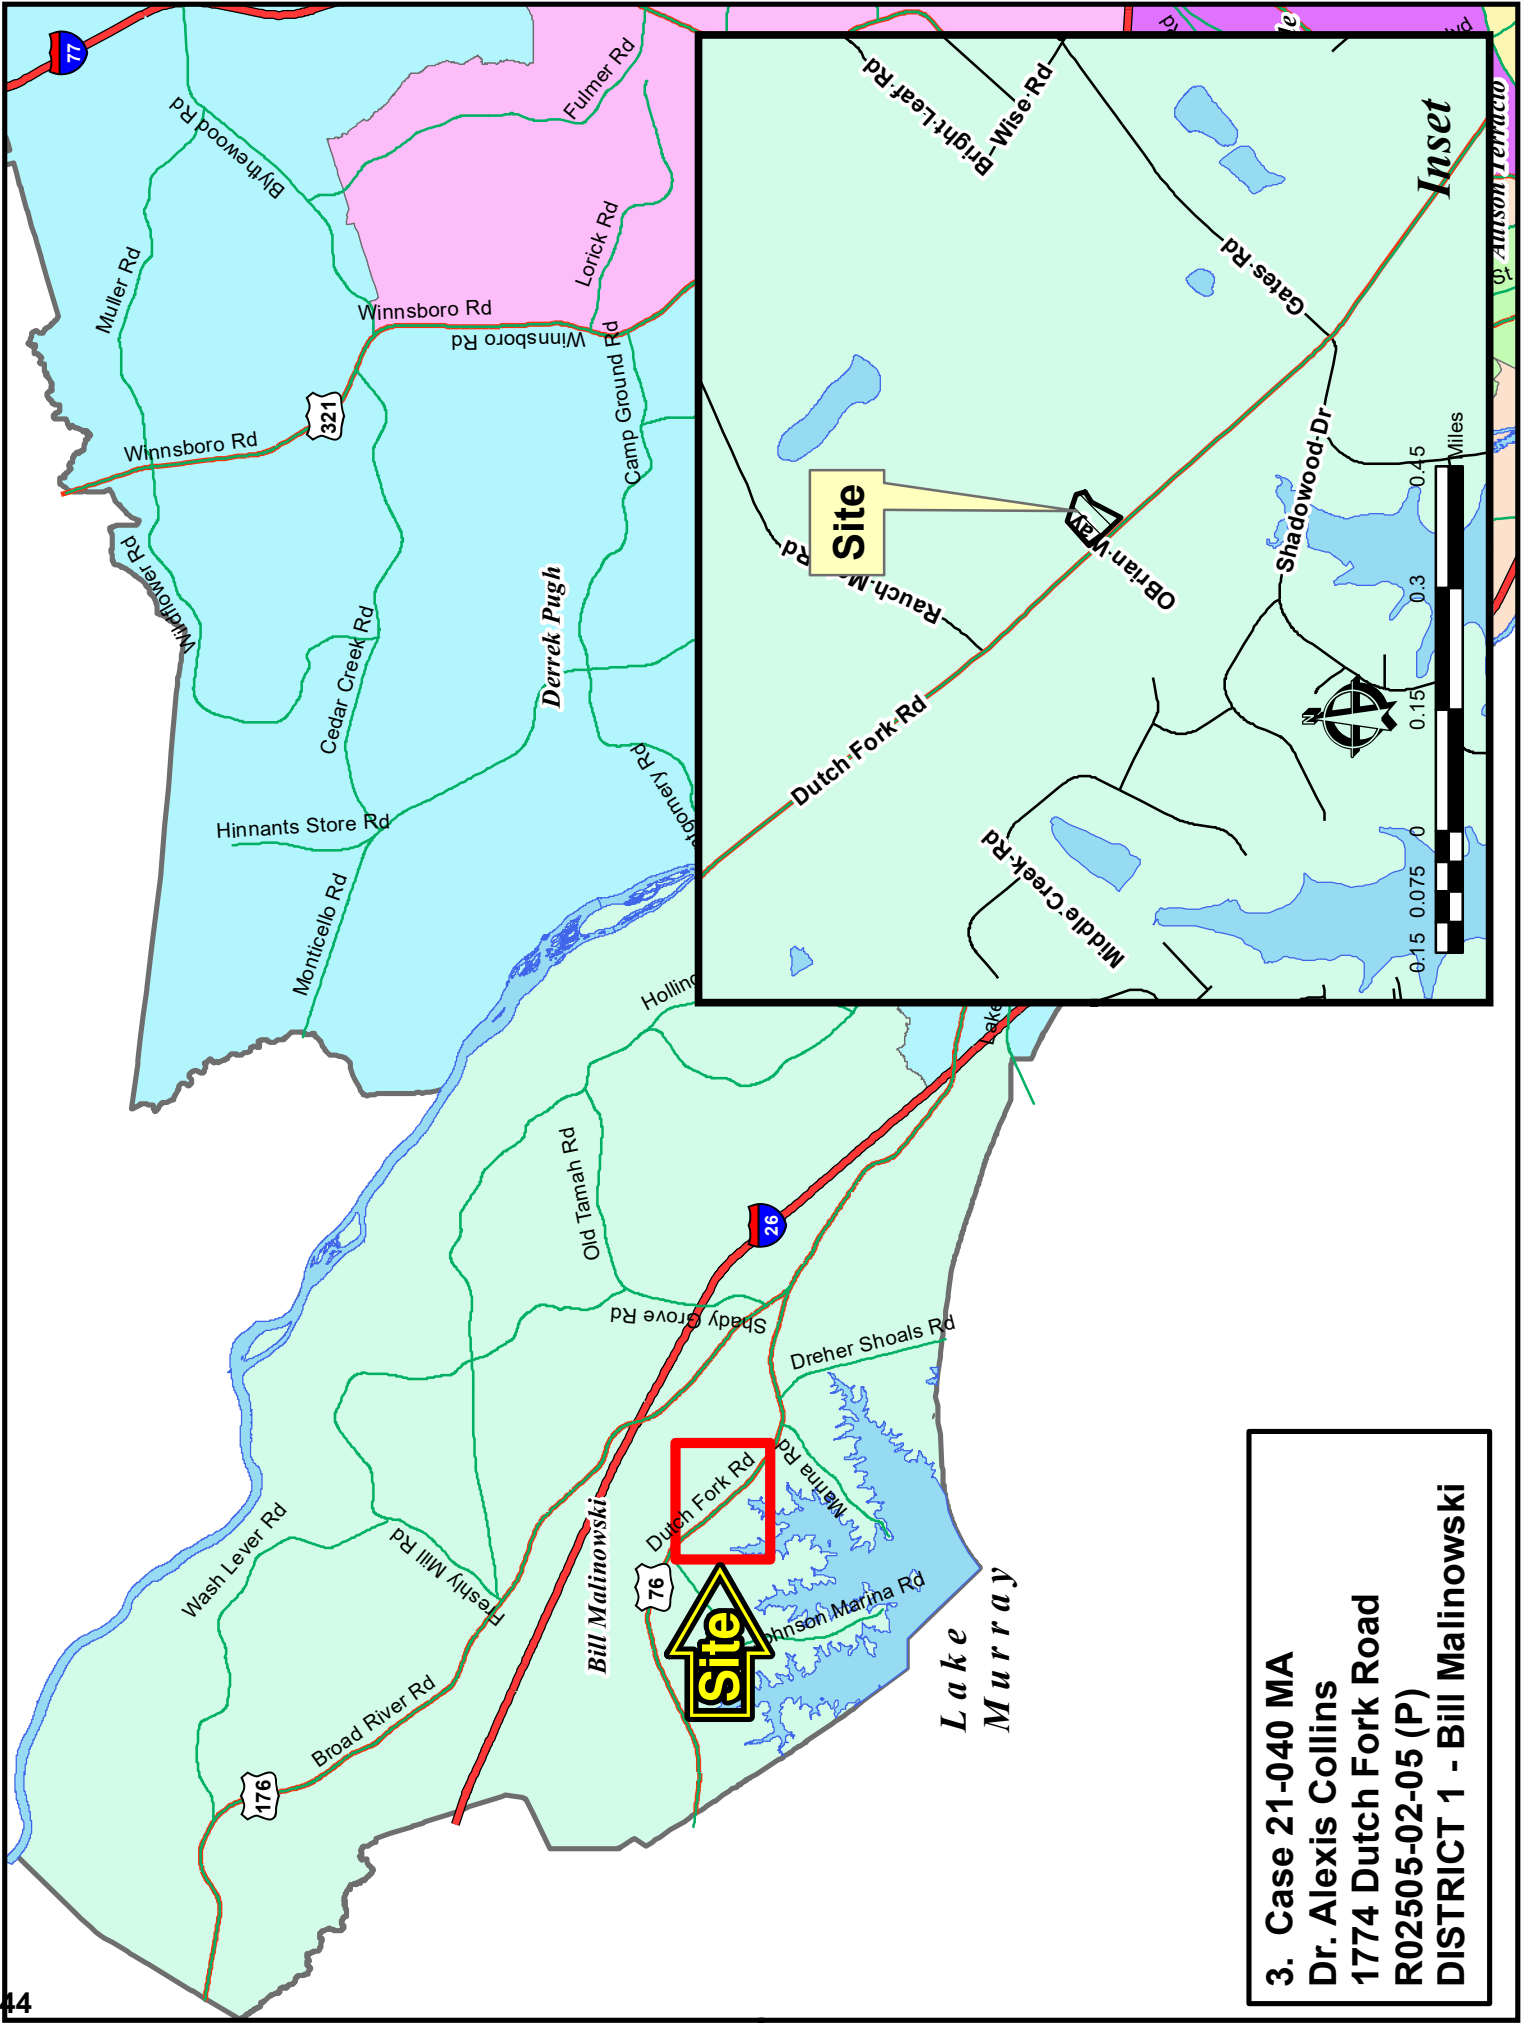 44
77
Blythewood Rd
Fulmer Rd
Muller Rd
Lorick Rd
Winnsboro Rd
Winnsboro Rd
321
Winnsboro Rd
Camp Ground Rd
Wildflower Rd
Derrek Pugh
Cedar Creek Rd
Hinnants Store Rd
Monticello Rd
Old Tamah Rd
26
Shady Grove Rd
Dreher Shoals Rd
Wash Lever Rd
Freshly Mill Rd
Bill Malinowski
Dutch Fork Rd
Marina Rd
76
Site
Broad River Rd
176
Lake
Murray
Lake
Rd
St
Inset
Bright Leaf Rd
Wise Rd
Gates Rd
Site
Rauch
Rd
OBrian Way
Shadowood Dr
Dutch Fork Rd
Middle Creek Rd
N
0.15 0.075 0 0.15 0.3 0.45
Miles
3. Case 21-040 MA
Dr. Alexis Collins
1774 Dutch Fork Road
R02505-02-05 (P)
DISTRICT 1 - Bill Malinowski